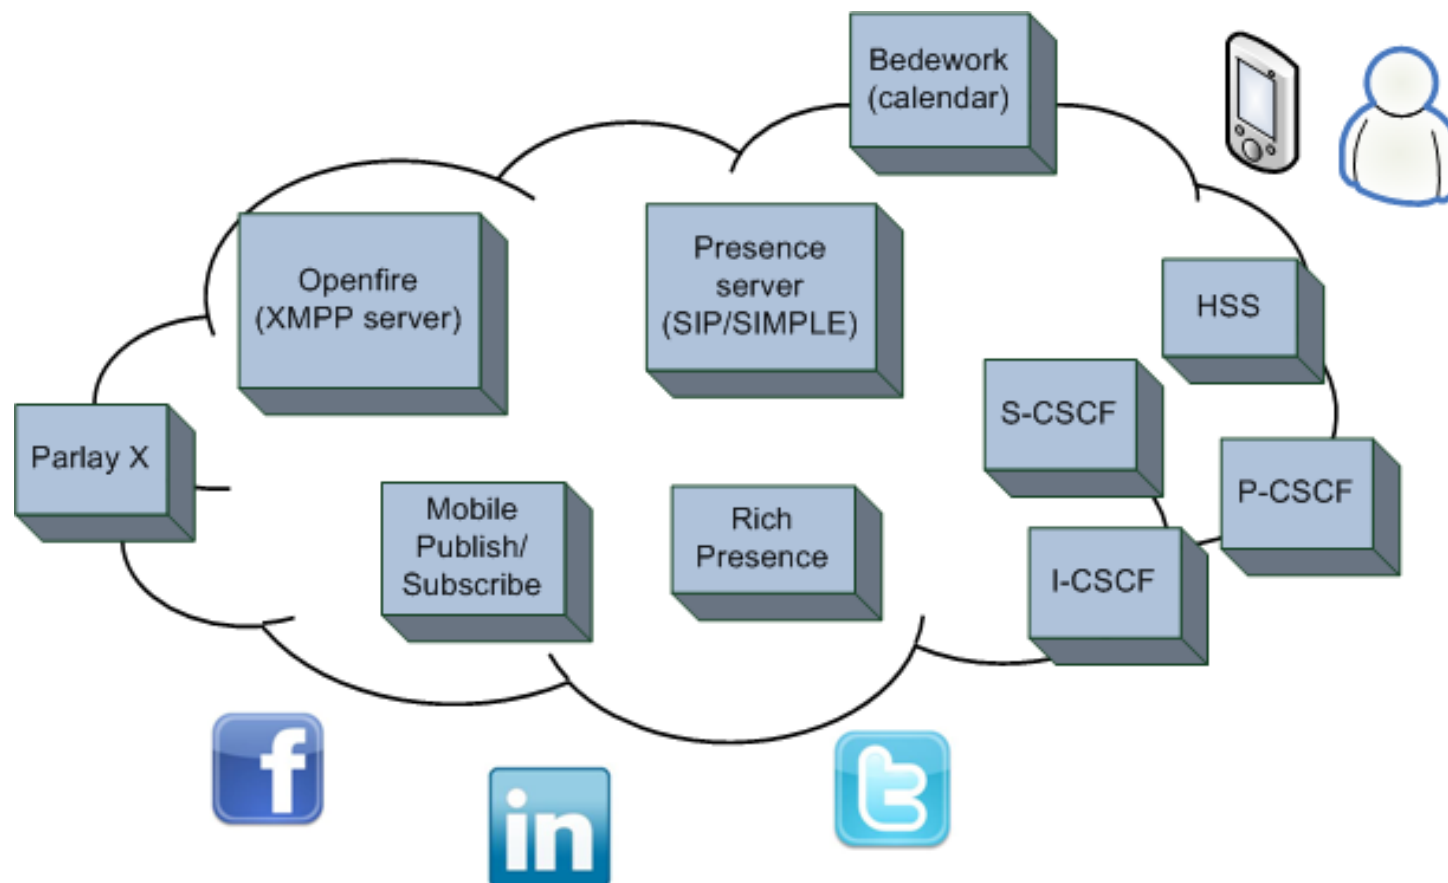 Bedework
(calendar)
Openfire
(XMPP server)
Presence
server
(SIP/SIMPLE)
HSS
S-CSCF
Parlay X
P-CSCF
Mobile
Publish/
Subscribe
Rich
Presence
I-CSCF
f
in
t